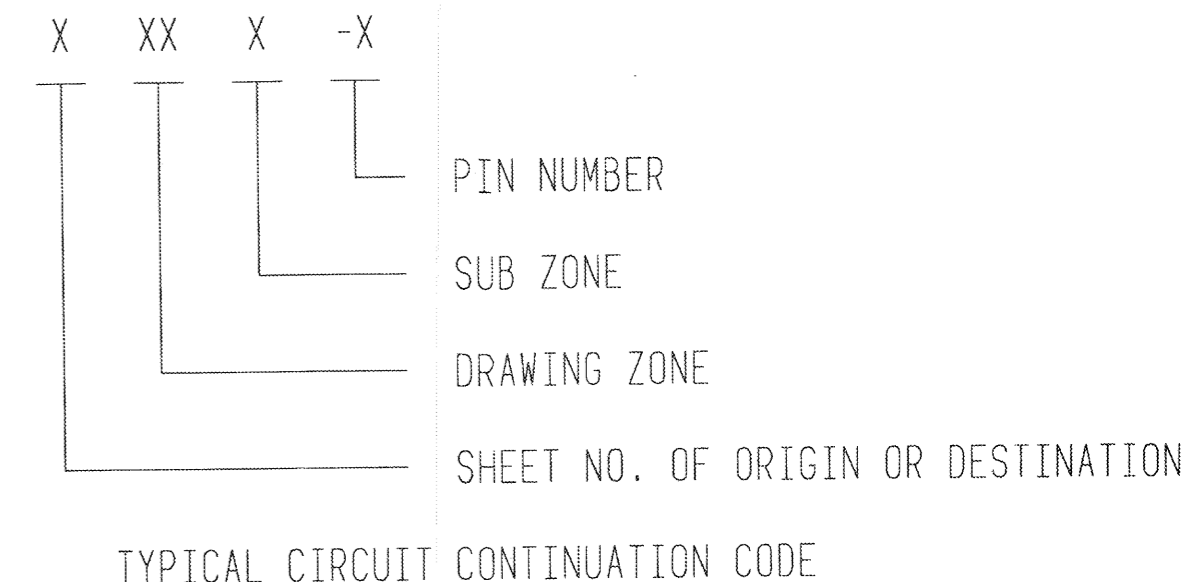 X XX X -X
PIN NUMBER
SUB ZONE
DRAWING ZONE
SHEET NO. OF ORIGIN OR DESTINATION
TYPICAL CIRCUIT CONTINUATION CODE